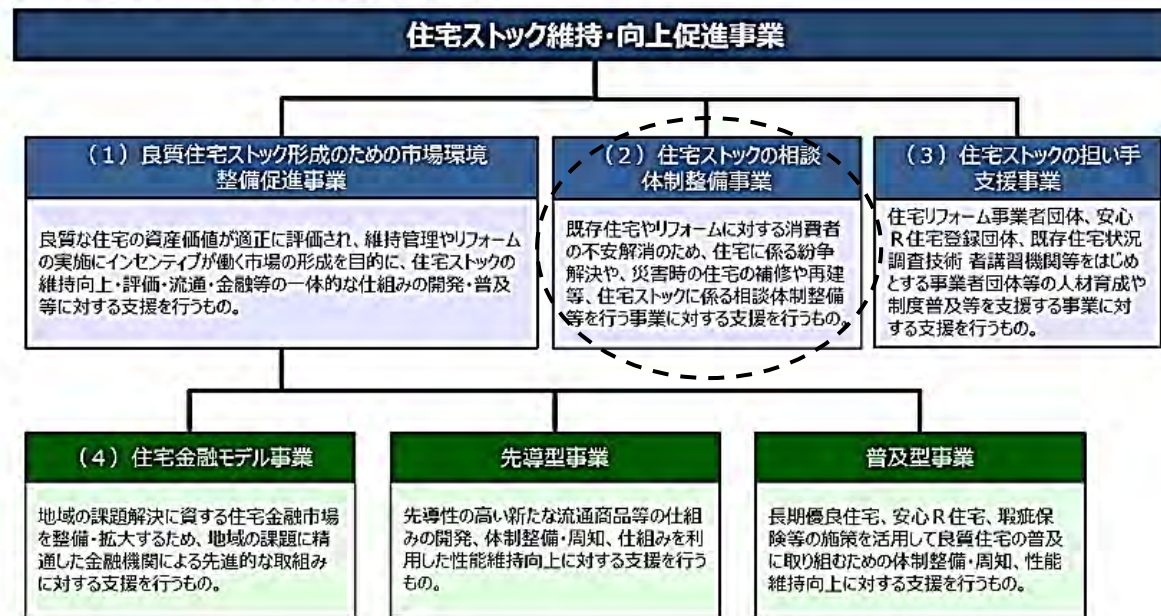 住宅ストック維持・向上促進事業
（１）良質住宅ストック形成のための市場環境
整備促進事業
良質な住宅の資産価値が適正に評価され、維持管理やリフォーム
の実施にインセンティブが働く市場の形成を目的に、住宅ストックの
維持向上・評価・流通・金融等の一体的な仕組みの開発・普及
等に対する支援を行うもの。
（２）住宅ストックの相談
体制整備事業
既存住宅やリフォームに対する消費者
の不安解消のため、住宅に係る紛争
解決や、災害時の住宅の補修や再建
等、住宅ストックに係る相談体制整備
等を行う事業に対する支援を行うもの。
（３）住宅ストックの担い手
支援事業
住宅リフォーム事業者団体、安心
R住宅登録団体、既存住宅状況
調査技術 者講習機関等をはじめ
とする事業者団体等の人材育成や
制度普及等を支援する事業に対
する支援を行うもの。
（４）住宅金融モデル事業
地域の課題解決に資する住宅金融市場
を整備・拡大するため、地域の課題に精
通した金融機関による先進的な取組み
に対する支援を行うもの。
先導型事業
先導性の高い新たな流通商品等の仕組
みの開発、体制整備・周知、仕組みを利
用した性能維持向上に対する支援を行う
もの。
普及型事業
長期優良住宅、安心R住宅、瑕疵保
険等の施策を活用して良質住宅の普及
に取り組むための体制整備・周知、性能
維持向上に対する支援を行うもの。